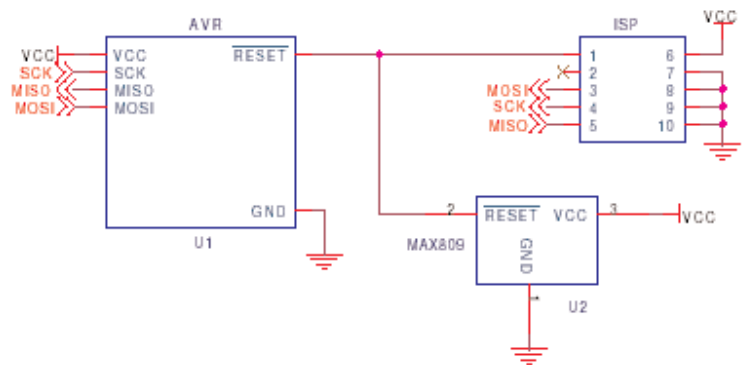 AVR
VCC VCC RESET
SCK SCK
MISO MISO
MOSI MOSI
GND
U1
ISP
VCC
1 6
2 7
MOSI 3 8
SCK 4 9
MISO 5 10
2 RESET VCC 3 VCC
MAX809
GND
1
U2